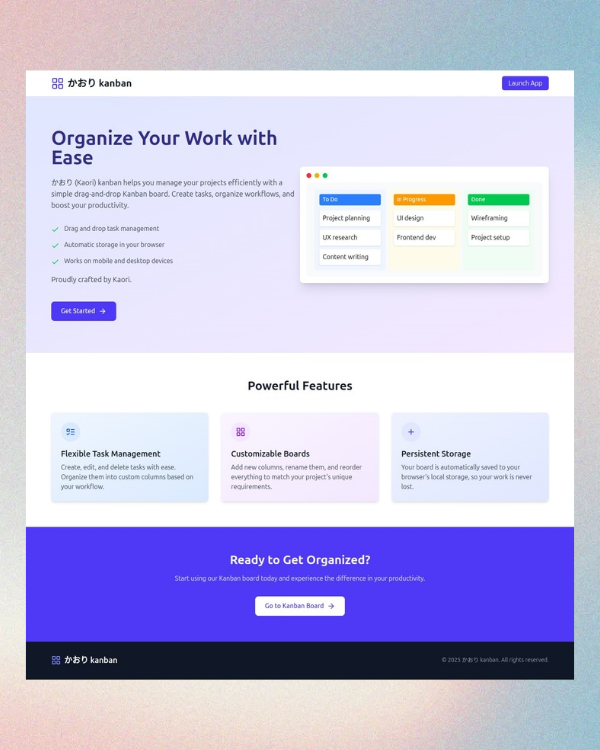 かおり kanban
Launch App
Organize Your Work with
Ease
かおり (Kaori) kanban helps you manage your projects efficiently with a
simple drag-and-drop Kanban board. Create tasks, organize workflows, and
boost your productivity.
Drag and drop task management
Automatic storage in your browser
Works on mobile and desktop devices
Proudly crafted by Kaori.
Get Started
To Do
Project planning
UX research
Content writing
In Progress
UI design
Frontend dev
Done
Wireframing
Project setup
Powerful Features
Flexible Task Management
Create, edit, and delete tasks with ease.
Organize them into custom columns based on
your workflow.
Customizable Boards
Add new columns, rename them, and reorder
everything to match your project's unique
requirements.
Persistent Storage
Your board is automatically saved to your
browser's local storage, so your work is never
lost.
Ready to Get Organized?
Start using our Kanban board today and experience the difference in your productivity.
Go to Kanban Board
かおり kanban
© 2025 かおり kanban. All rights reserved.